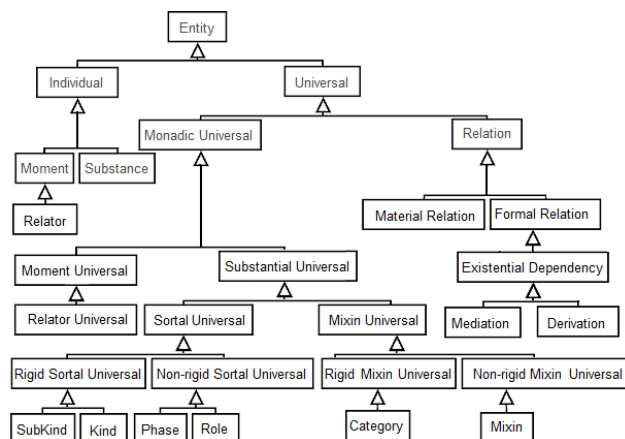 Entity
Individual
Universal
Monadic Universal
Relation
Moment
Substance
Relator
Material Relation
Formal Relation
Moment Universal
Substantial Universal
Existential Dependency
Relator Universal
Sortal Universal
Mixin Universal
Mediation
Derivation
Rigid Sortal Universal
Non-rigid Sortal Universal
Rigid Mixin Universal
Non-rigid Mixin Universal
SubKind
Kind
Phase
Role
Category
Mixin